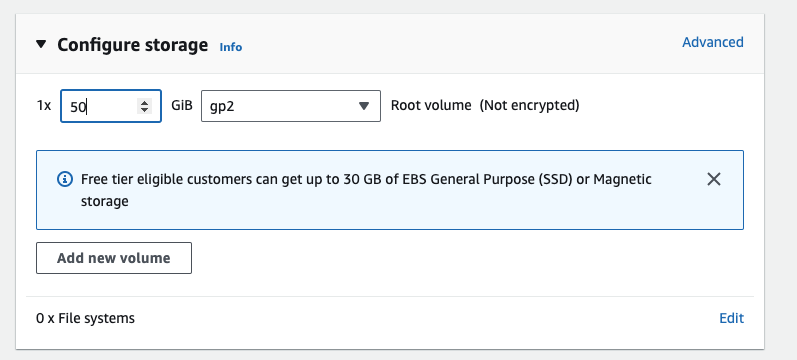 Configure storage Info Advanced
1x 50 GiB gp2 Root volume (Not encrypted)
Free tier eligible customers can get up to 30 GB of EBS General Purpose (SSD) or Magnetic
storage
Add new volume
0 x File systems Edit